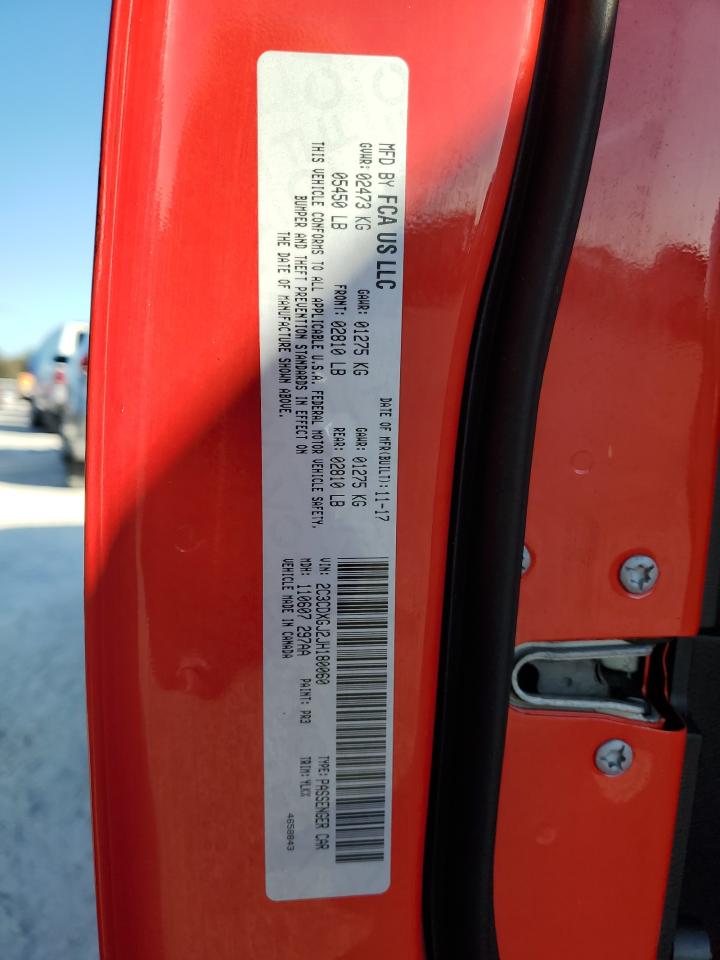 MFD BY FCA US LLC
DATE OF MFR(BUILT): 11-17
GVWR: 02473 KG
GAWR: 01275 KG
GAWR: 01275 KG
05450 LB
FRONT: 02810 LB
REAR: 02810 LB
THIS VEHICLE CONFORMS TO ALL APPLICABLE U.S.A. FEDERAL MOTOR VEHICLE SAFETY,
BUMPER AND THEFT PREVENTION STANDARDS IN EFFECT ON
THE DATE OF MANUFACTURE SHOWN ABOVE.
VIN: 2C3CDXGJ2JH180060
TYPE: PASSENGER CAR
MDH: 110607 297AA
PAINT: PR3
TRIM: YLXX
VEHICLE MADE IN CANADA
4658843